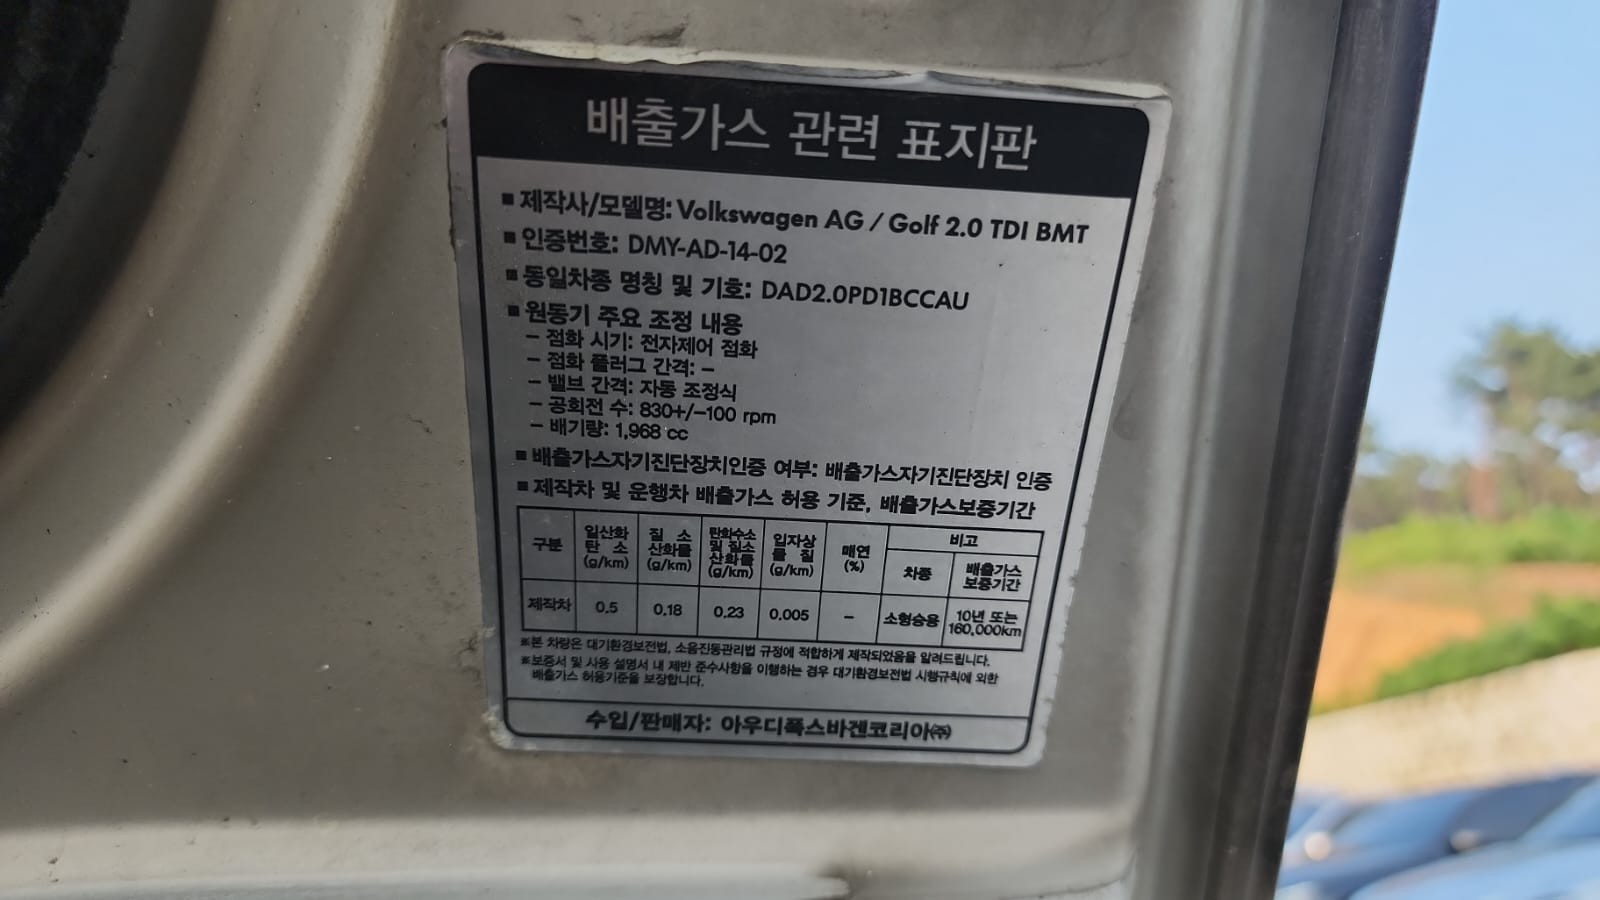 배출가스 관련 표지판
■ 제작사/모델명: Volkswagen AG / Golf 2.0 TDI BMT
■ 인증번호: DMY-AD-14-02
■ 동일차종 명칭 및 기호: DAD2.0PD1BCCAU
■ 원동기 주요 조정 내용
- 점화 시기: 전자제어 점화
- 점화 플러그 간격: -
- 밸브 간격: 자동 조정식
- 공회전 수: 830+/-100 rpm
- 배기량: 1,968 cc
■ 배출가스자기진단장치인증 여부: 배출가스자기진단장치 인증
■ 제작차 및 운행차 배출가스 허용 기준, 배출가스보증기간
구분 일산화탄소 (g/km) 질소산화물 (g/km) 탄화수소 및 질소산화물 (g/km) 입자상물질 (g/km) 매연 (%) 비고
차종 배출가스 보증기간
제작차 0.5 0.18 0.23 0.005 - 소형승용 10년 또는 160,000km
※본 차량은 대기환경보전법, 소음진동관리법 규정에 적합하게 제작되었음을 알려드립니다.
※보증서 및 사용 설명서 내 제반 준수사항을 이행하는 경우 대기환경보전법 시행규칙에 의한
배출가스 허용기준을 보장합니다.
수입/판매자: 아우디폭스바겐코리아㈜